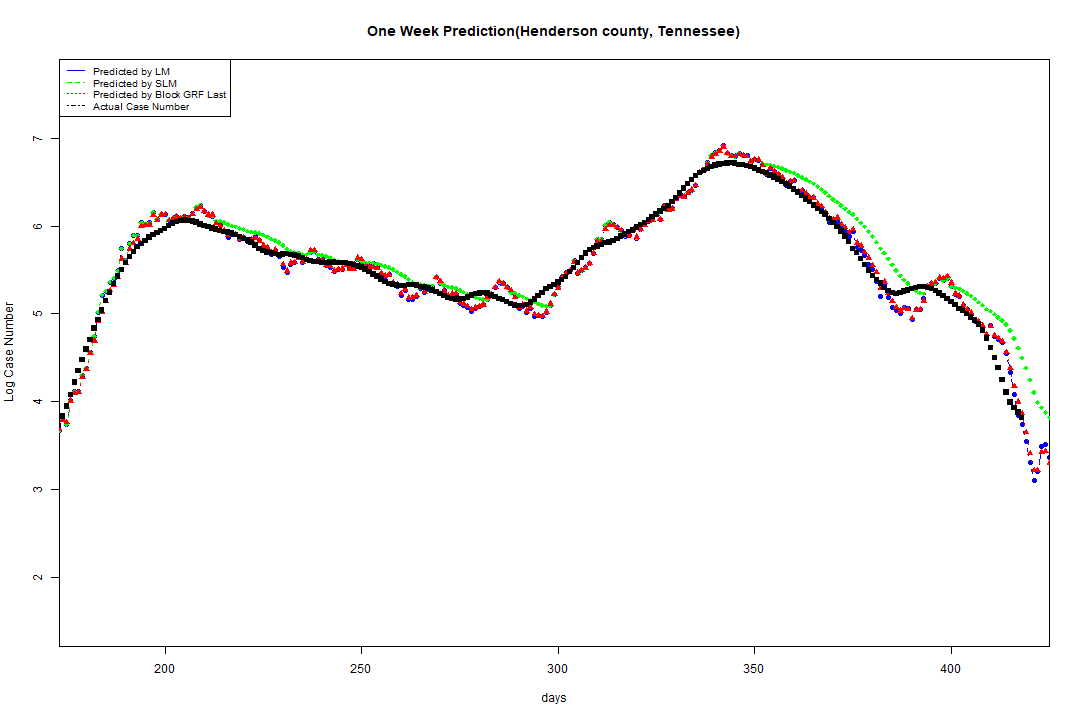 One Week Prediction(Henderson county, Tennessee)
Predicted by LM
Predicted by SLM
Predicted by Block GRF Last
Actual Case Number
7
6
5
4
3
2
Log Case Number
200 250 300 350 400
days